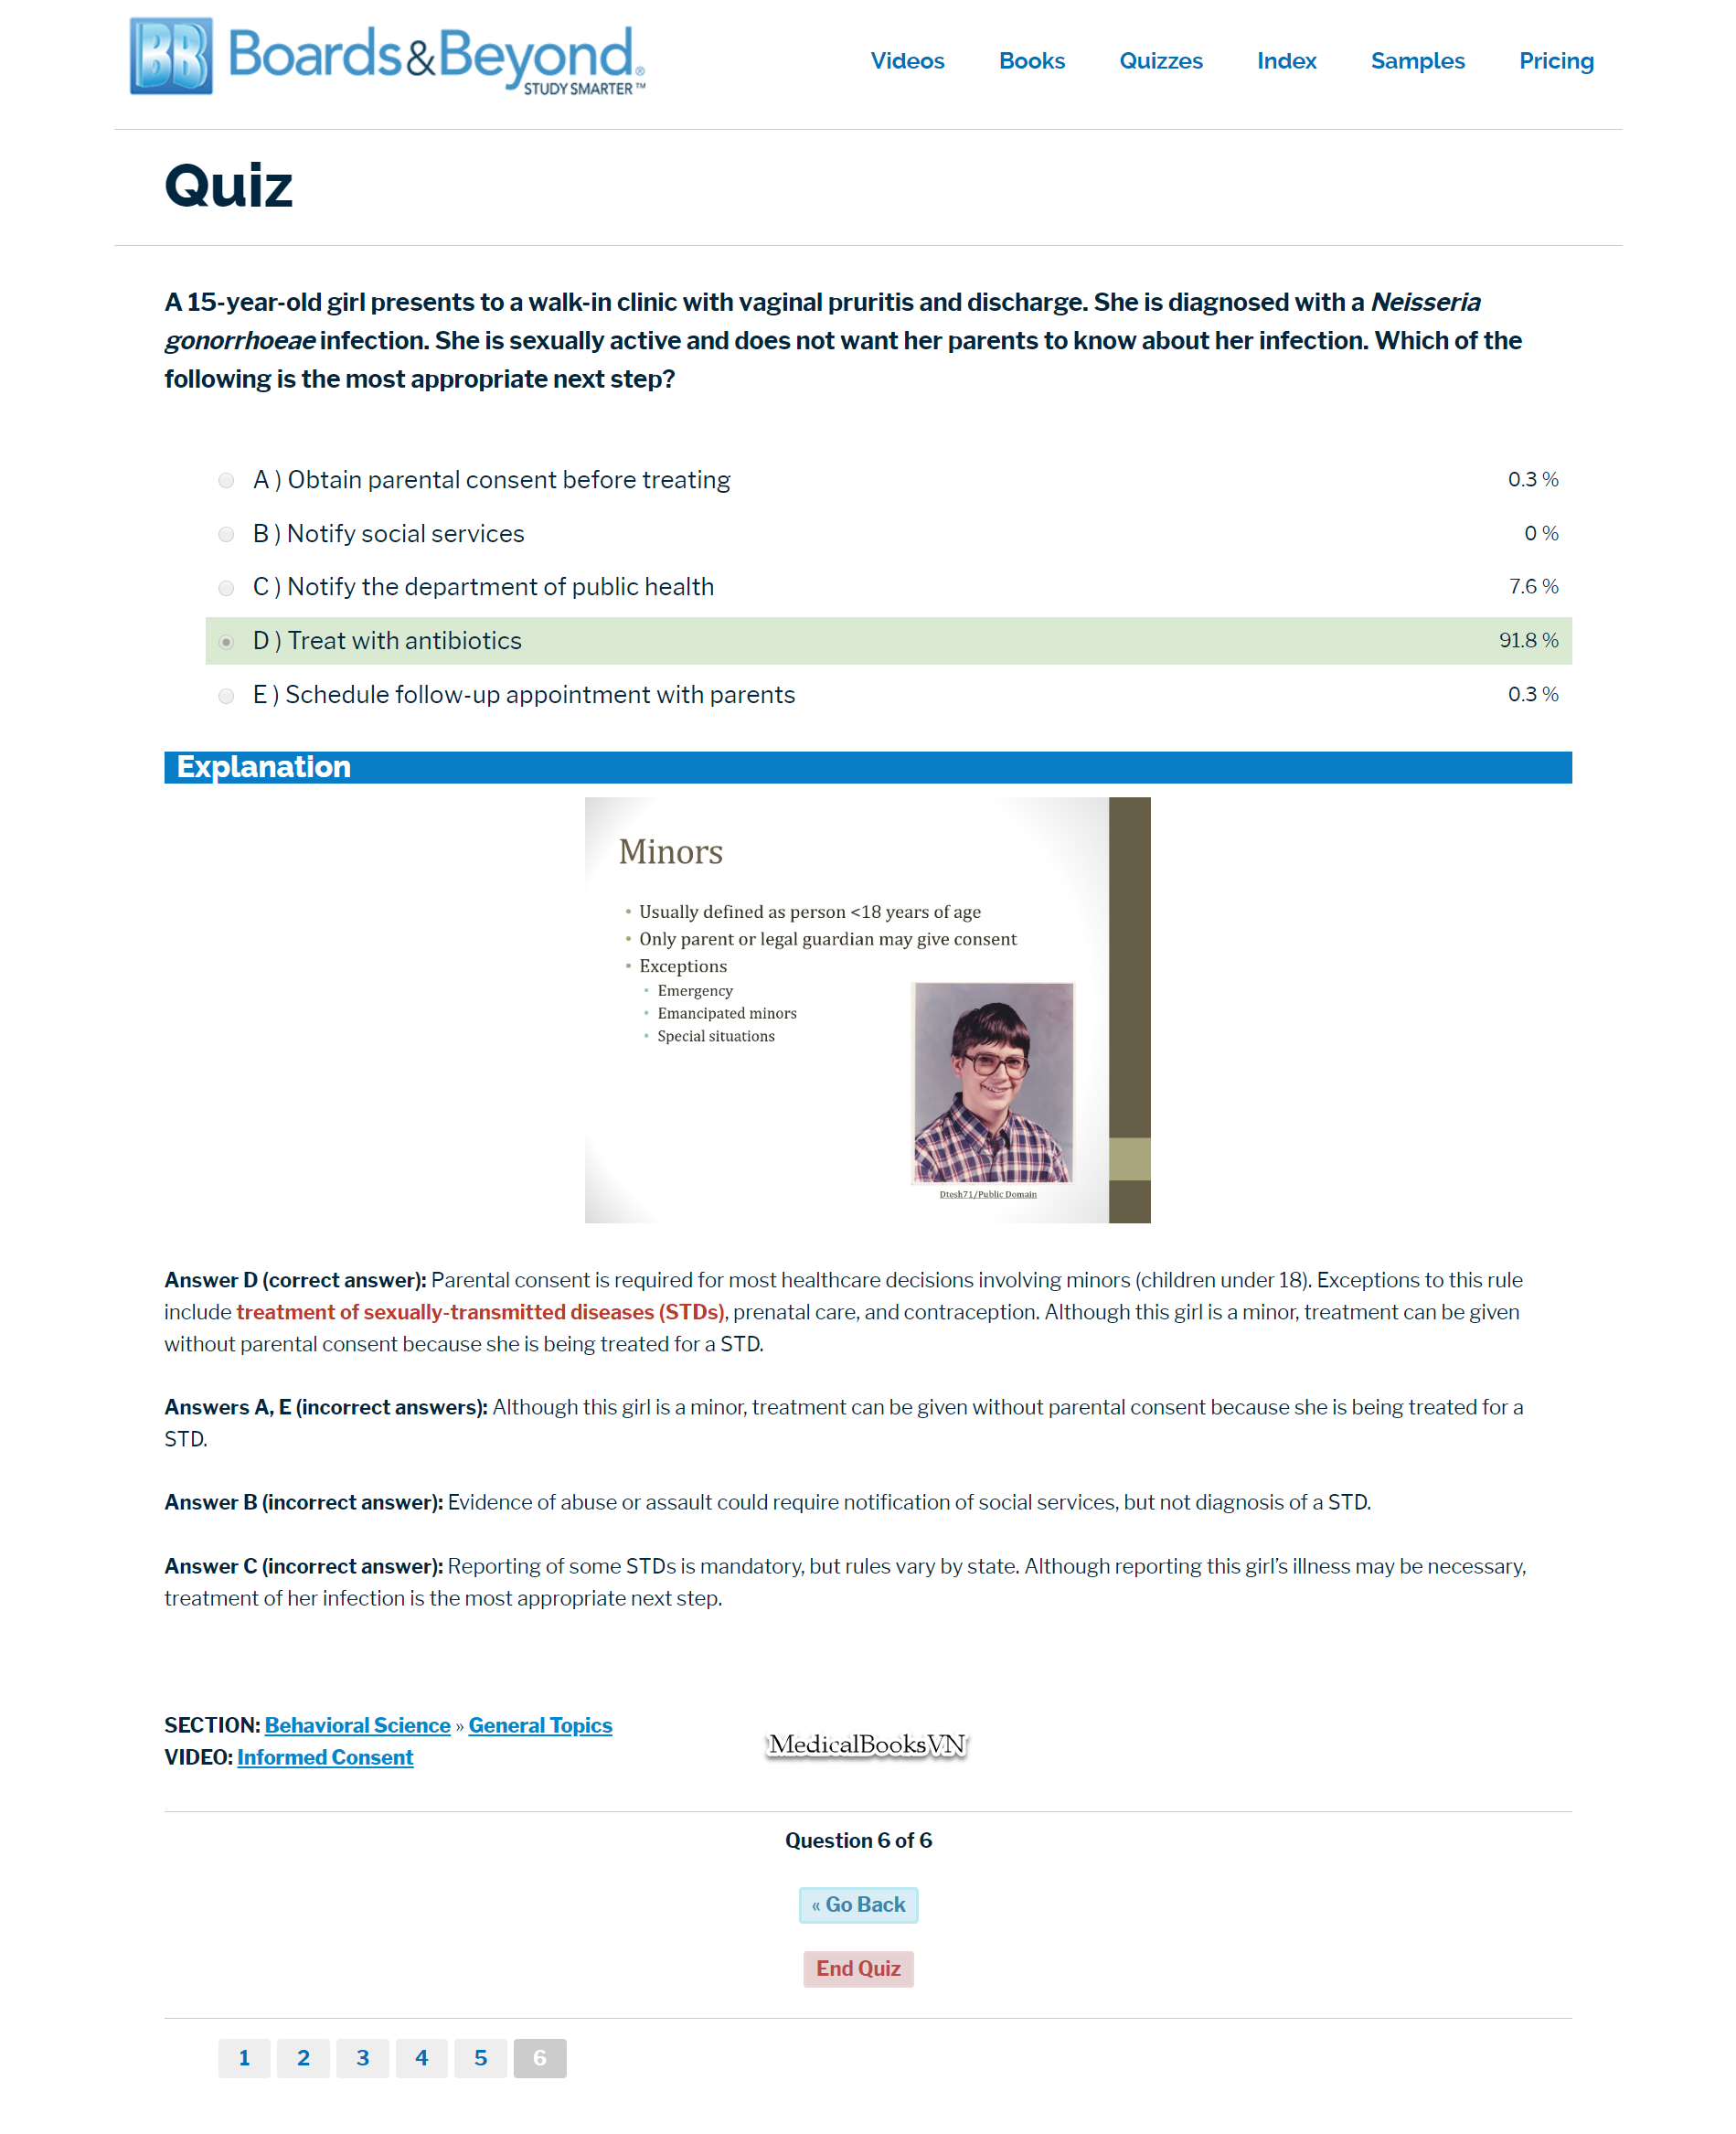 BB Boards&Beyond®
STUDY SMARTER™
Videos Books Quizzes Index Samples Pricing
Quiz
A 15-year-old girl presents to a walk-in clinic with vaginal pruritis and discharge. She is diagnosed with a Neisseria
gonorrhoeae infection. She is sexually active and does not want her parents to know about her infection. Which of the
following is the most appropriate next step?
A ) Obtain parental consent before treating 0.3 %
B ) Notify social services 0 %
C ) Notify the department of public health 7.6 %
D ) Treat with antibiotics 91.8 %
E ) Schedule follow-up appointment with parents 0.3 %
Explanation
Minors
• Usually defined as person <18 years of age
• Only parent or legal guardian may give consent
• Exceptions
• Emergency
• Emancipated minors
• Special situations
Dtesh71/Public Domain
Answer D (correct answer): Parental consent is required for most healthcare decisions involving minors (children under 18). Exceptions to this rule
include treatment of sexually-transmitted diseases (STDs), prenatal care, and contraception. Although this girl is a minor, treatment can be given
without parental consent because she is being treated for a STD.
Answers A, E (incorrect answers): Although this girl is a minor, treatment can be given without parental consent because she is being treated for a
STD.
Answer B (incorrect answer): Evidence of abuse or assault could require notification of social services, but not diagnosis of a STD.
Answer C (incorrect answer): Reporting of some STDs is mandatory, but rules vary by state. Although reporting this girl's illness may be necessary,
treatment of her infection is the most appropriate next step.
SECTION: Behavioral Science » General Topics
VIDEO: Informed Consent
MedicalBooksVN
Question 6 of 6
« Go Back
End Quiz
1 2 3 4 5 6